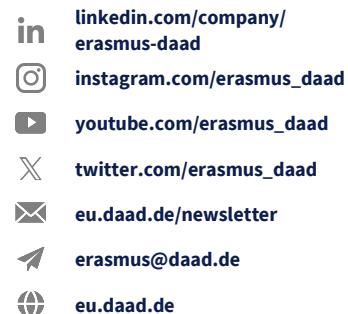 linkedin.com/company/
erasmus-daad
instagram.com/erasmus_daad
youtube.com/erasmus_daad
twitter.com/erasmus_daad
eu.daad.de/newsletter
erasmus@daad.de
eu.daad.de